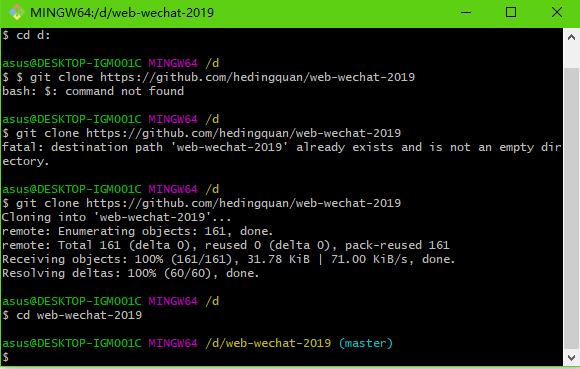 MINGW64:/d/web-wechat-2019
$ cd d:
asus@DESKTOP-IGMOO1C MINGW64 /d
$ $ git clone https://github.com/hedingquan/web-wechat-2019
bash: $: command not found
asus@DESKTOP-IGMOO1C MINGW64 /d
$ git clone https://github.com/hedingquan/web-wechat-2019
fatal: destination path 'web-wechat-2019' already exists and is not an empty dir
ectory.
asus@DESKTOP-IGMOO1C MINGW64 /d
$ git clone https://github.com/hedingquan/web-wechat-2019
Cloning into 'web-wechat-2019'...
remote: Enumerating objects: 161, done.
remote: Total 161 (delta 0), reused 0 (delta 0), pack-reused 161
Receiving objects: 100% (161/161), 31.78 KiB | 71.00 KiB/s, done.
Resolving deltas: 100% (60/60), done.
asus@DESKTOP-IGMOO1C MINGW64 /d
$ cd web-wechat-2019
asus@DESKTOP-IGMOO1C MINGW64 /d/web-wechat-2019 (master)
$